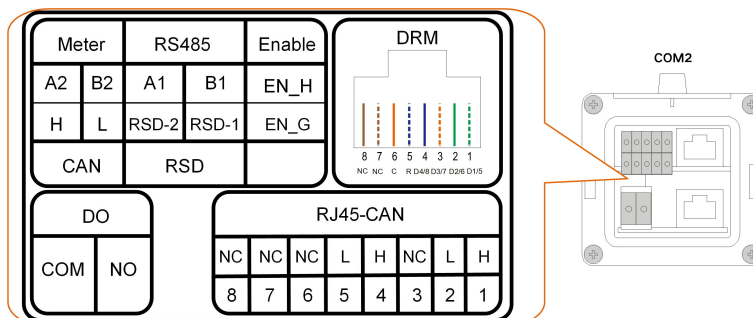 Meter RS485 Enable
A2 B2 A1 B1 EN_H
H L RSD-2 RSD-1 EN_G
CAN RSD
DRM
8 7 6 5 4 3 2 1
NC NC C R D4/8 D3/7 D2/6 D1/5
DO
COM NO
RJ45-CAN
NC NC NC L H NC L H
8 7 6 5 4 3 2 1
COM2